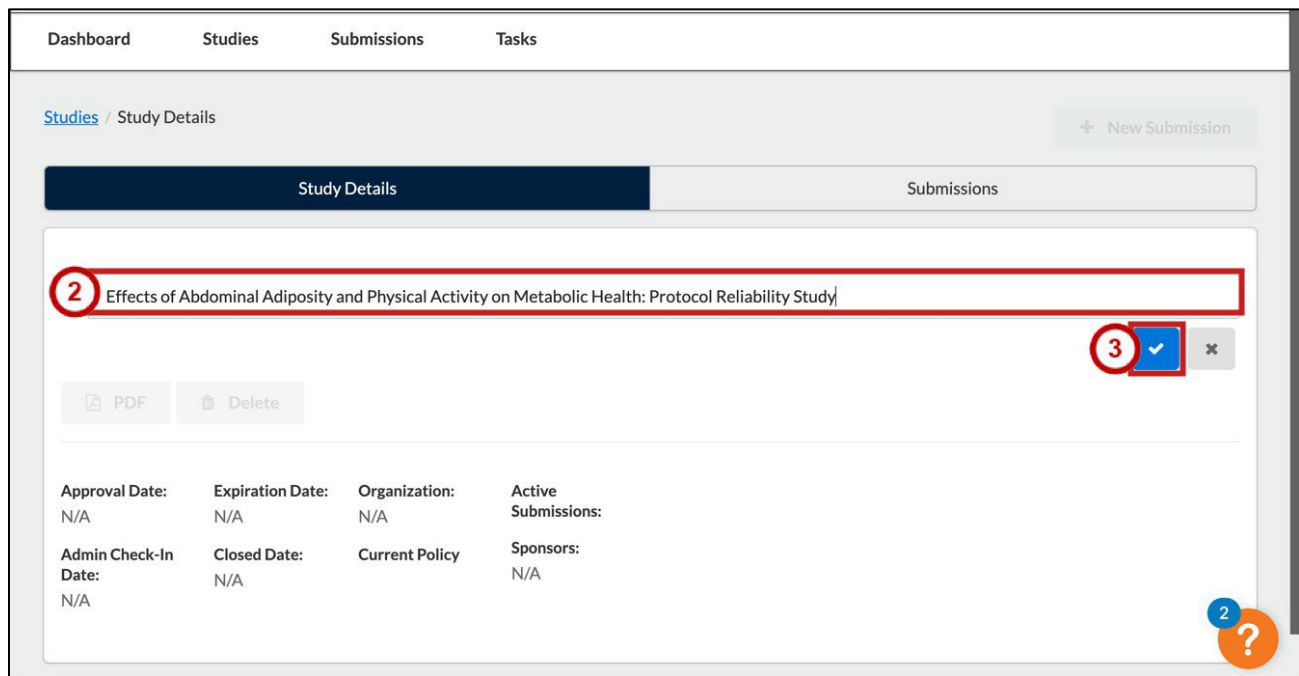 Dashboard Studies Submissions Tasks
Studies / Study Details
+ New Submission
Study Details Submissions
2 Effects of Abdominal Adiposity and Physical Activity on Metabolic Health: Protocol Reliability Study
3
PDF Delete
Approval Date: Expiration Date: Organization: Active
Submissions:
N/A N/A N/A
Admin Check-In Closed Date: Current Policy Sponsors:
Date: N/A N/A
N/A
2
?